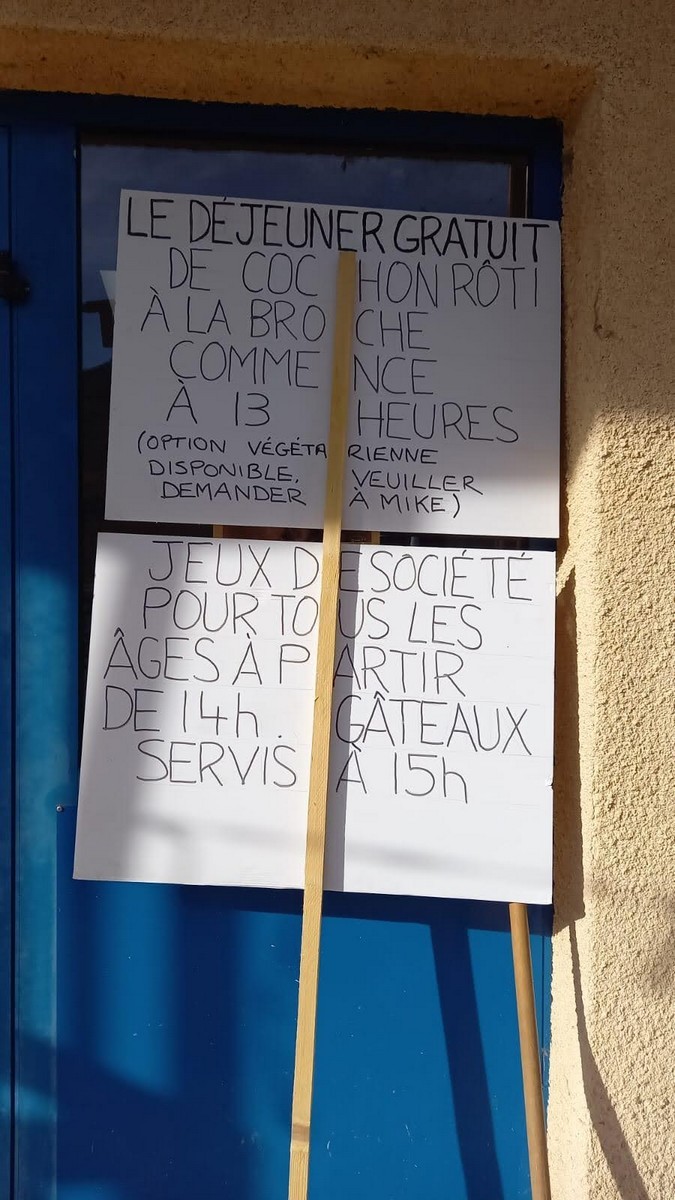 LE DÉJEUNER GRATUIT
DE COCHON RÔTI
À LA BROCHE
COMMENCE
À 13 HEURES
(OPTION VÉGÉTARIENNE
DISPONIBLE, VEUILLER
DEMANDER À MIKE)
JEUX DE SOCIÉTÉ
POUR TOUS LES
ÂGES À PARTIR
DE 14h. GÂTEAUX
SERVIS À 15h